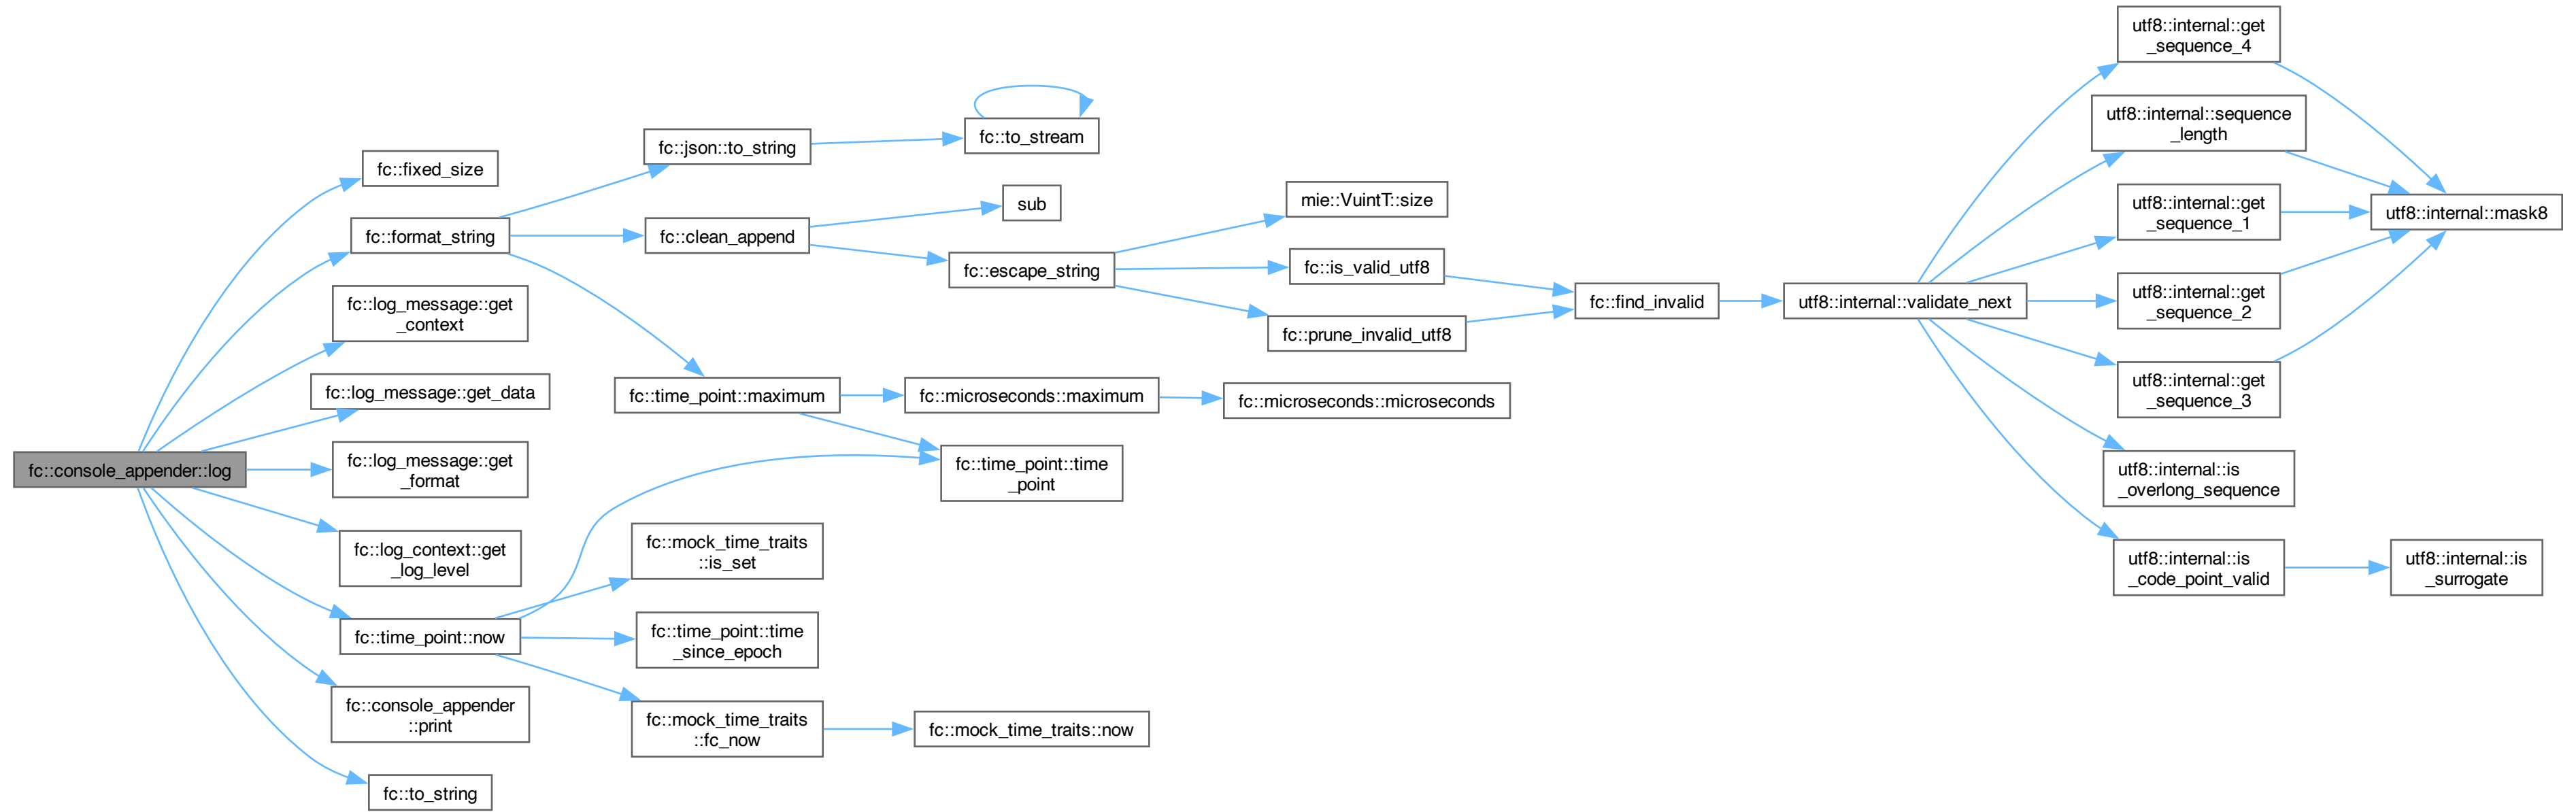 fc::console_appender::log
fc::fixed_size
fc::format_string
fc::log_message::get
_context
fc::log_message::get_data
fc::log_message::get
_format
fc::log_context::get
_log_level
fc::time_point::now
fc::console_appender
::print
fc::to_string
fc::json::to_string
fc::clean_append
fc::time_point::maximum
fc::mock_time_traits
::is_set
fc::time_point::time
_since_epoch
fc::mock_time_traits
::fc_now
fc::to_stream
sub
fc::escape_string
fc::microseconds::maximum
fc::time_point::time
_point
fc::mock_time_traits::now
mie::VuintT::size
fc::is_valid_utf8
fc::prune_invalid_utf8
fc::microseconds::microseconds
fc::find_invalid
utf8::internal::validate_next
utf8::internal::get
_sequence_4
utf8::internal::sequence
_length
utf8::internal::get
_sequence_1
utf8::internal::get
_sequence_2
utf8::internal::get
_sequence_3
utf8::internal::is
_overlong_sequence
utf8::internal::is
_code_point_valid
utf8::internal::mask8
utf8::internal::is
_surrogate